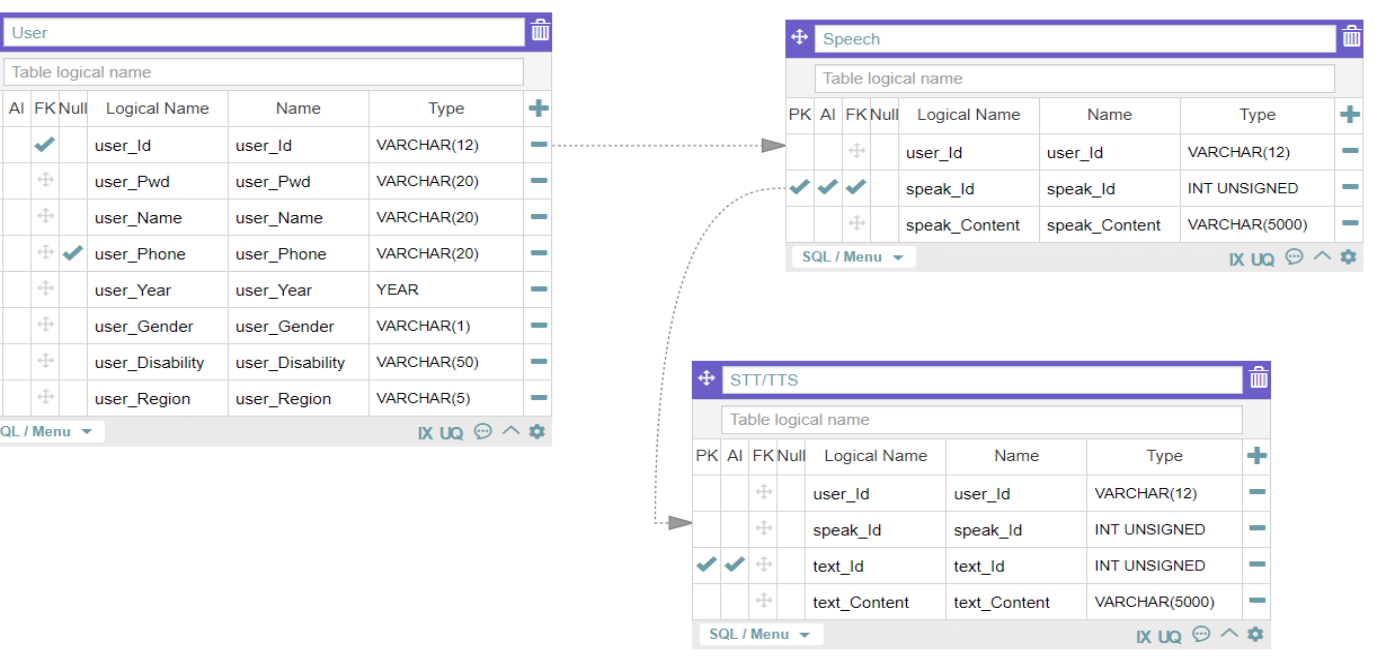 User
Table logical name
AI FK Null Logical Name Name Type
user_Id user_Id VARCHAR(12)
user_Pwd user_Pwd VARCHAR(20)
user_Name user_Name VARCHAR(20)
user_Phone user_Phone VARCHAR(20)
user_Year user_Year YEAR
user_Gender user_Gender VARCHAR(1)
user_Disability user_Disability VARCHAR(50)
user_Region user_Region VARCHAR(5)
QL / Menu IX UQ
Speech
Table logical name
PK AI FK Null Logical Name Name Type
user_Id user_Id VARCHAR(12)
speak_Id speak_Id INT UNSIGNED
speak_Content speak_Content VARCHAR(5000)
SQL / Menu IX UQ
STT/TTS
Table logical name
PK AI FK Null Logical Name Name Type
user_Id user_Id VARCHAR(12)
speak_Id speak_Id INT UNSIGNED
text_Id text_Id INT UNSIGNED
text_Content text_Content VARCHAR(5000)
SQL / Menu IX UQ